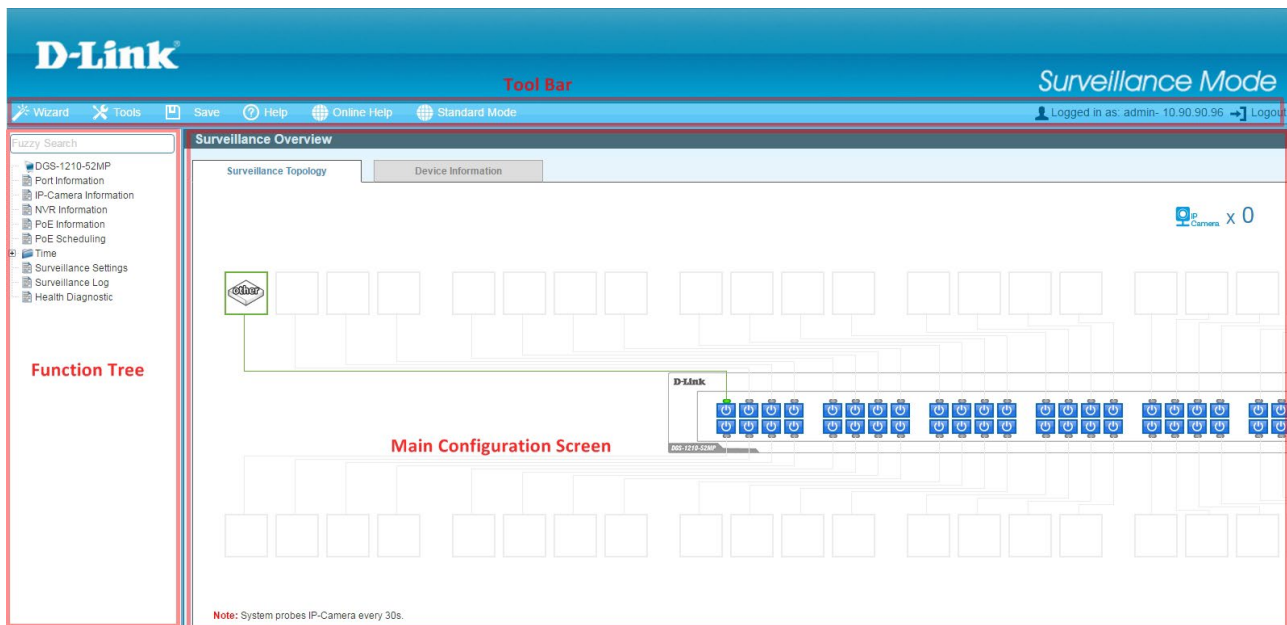 D-Link
Tool Bar
Surveillance Mode
Wizard Tools Save Help Online Help Standard Mode Logged in as: admin- 10.90.90.96 Logout
Fuzzy Search
DGS-1210-52MP
Port Information
IP-Camera Information
NVR Information
PoE Information
PoE Scheduling
Time
Surveillance Settings
Surveillance Log
Health Diagnostic
Function Tree
Surveillance Overview
Surveillance Topology Device Information
IP Camera x 0
other
D-Link
DGS-1210-52MP
Main Configuration Screen
Note: System probes IP-Camera every 30s.